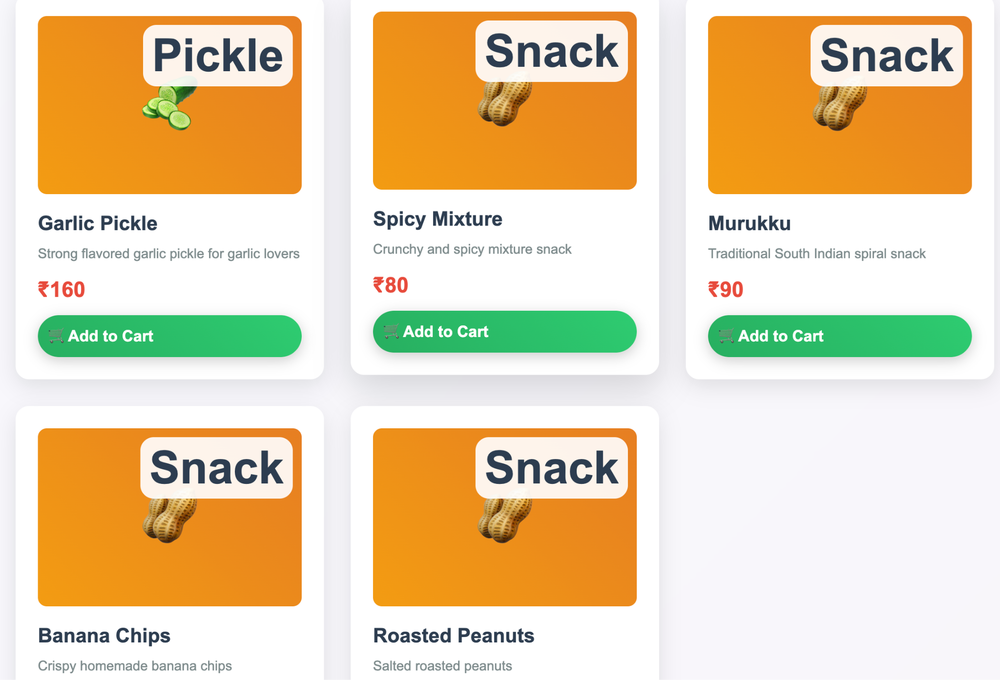 Pickle
Garlic Pickle
Strong flavored garlic pickle for garlic lovers
₹160
🛒 Add to Cart
Snack
Spicy Mixture
Crunchy and spicy mixture snack
₹80
🛒 Add to Cart
Snack
Murukku
Traditional South Indian spiral snack
₹90
🛒 Add to Cart
Snack
Banana Chips
Crispy homemade banana chips
Snack
Roasted Peanuts
Salted roasted peanuts